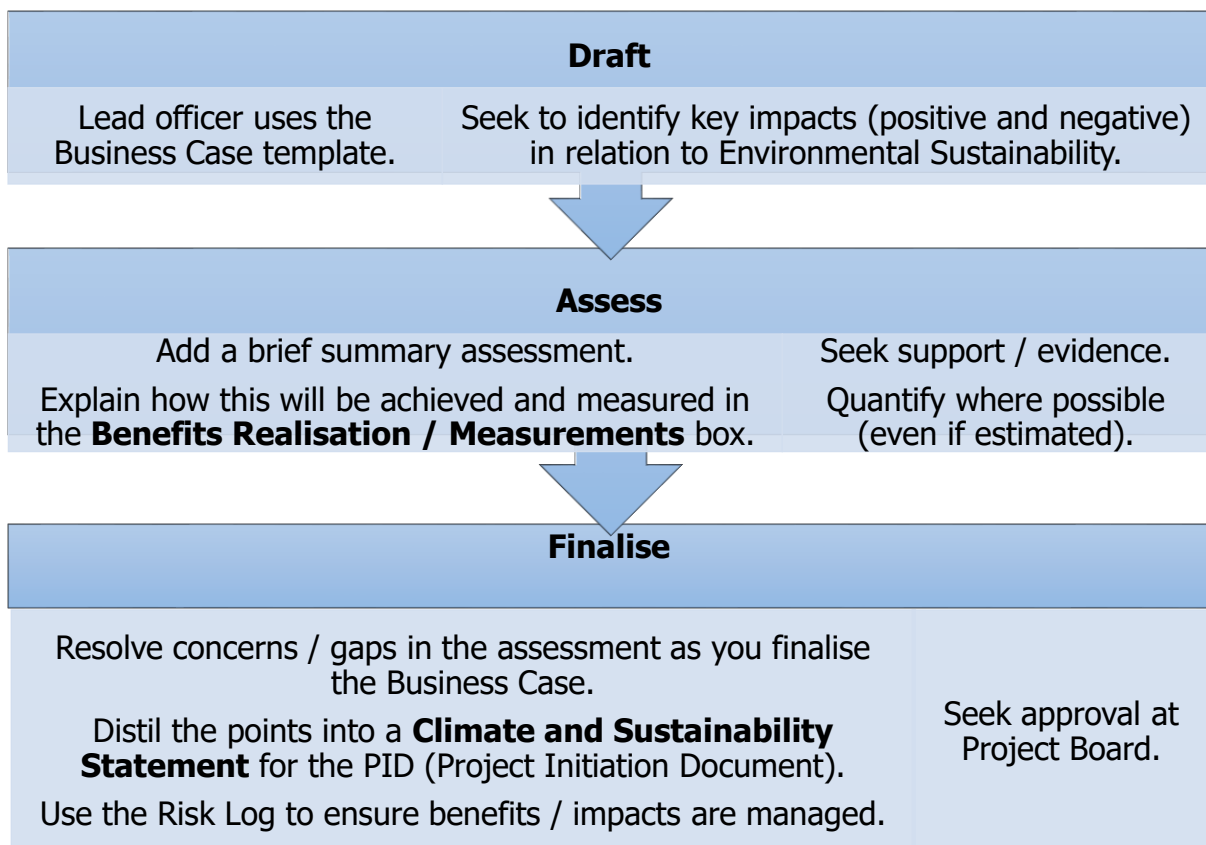 Draft
Lead officer uses the
Business Case template.
Seek to identify key impacts (positive and negative)
in relation to Environmental Sustainability.
Assess
Add a brief summary assessment.
Explain how this will be achieved and measured in
the Benefits Realisation / Measurements box.
Seek support / evidence.
Quantify where possible
(even if estimated).
Finalise
Resolve concerns / gaps in the assessment as you finalise
the Business Case.
Distil the points into a Climate and Sustainability
Statement for the PID (Project Initiation Document).
Use the Risk Log to ensure benefits / impacts are managed.
Seek approval at
Project Board.